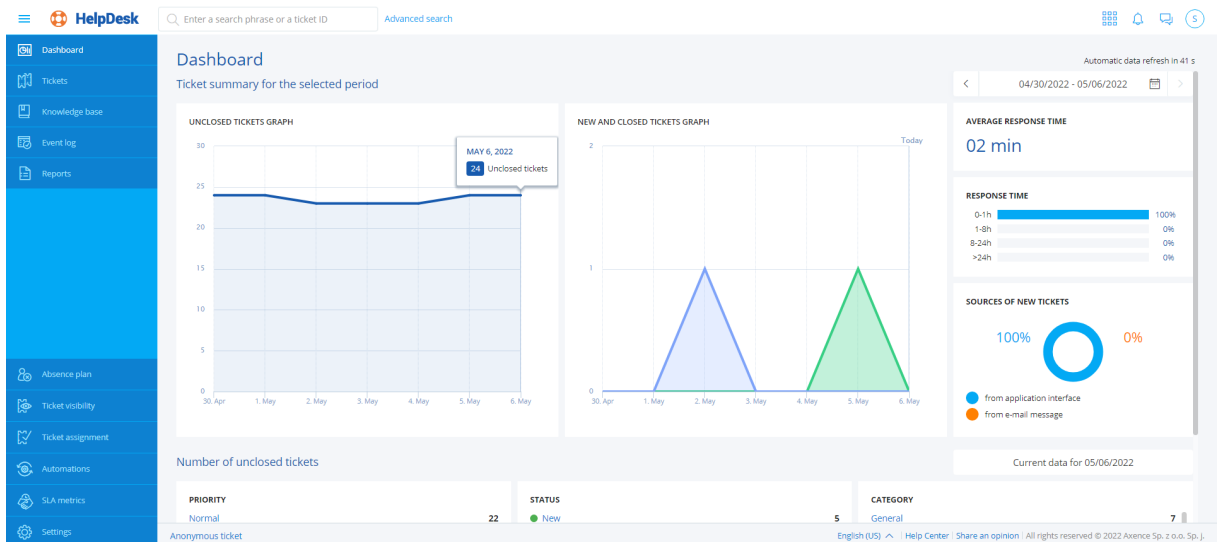 HelpDesk
Enter a search phrase or a ticket ID
Advanced search
S
Dashboard
Tickets
Knowledge base
Event log
Reports
Absence plan
Ticket visibility
Ticket assignment
Automations
SLA metrics
Settings
Dashboard
Automatic data refresh in 41 s
Ticket summary for the selected period
04/30/2022 - 05/06/2022
UNCLOSED TICKETS GRAPH
MAY 6, 2022
24 Unclosed tickets
30
25
20
15
10
5
0
30. Apr 1. May 2. May 3. May 4. May 5. May 6. May
NEW AND CLOSED TICKETS GRAPH
Today
2
1
0
30. Apr 1. May 2. May 3. May 4. May 5. May 6. May
AVERAGE RESPONSE TIME
02 min
RESPONSE TIME
0-1h 100%
1-8h 0%
8-24h 0%
>24h 0%
SOURCES OF NEW TICKETS
100% 0%
from application interface
from e-mail message
Number of unclosed tickets
Current data for 05/06/2022
PRIORITY
Normal 22
STATUS
New 5
CATEGORY
General 7
Anonymous ticket
English (US) | Help Center | Share an opinion | All rights reserved © 2022 Axence Sp. z o.o. Sp. j.